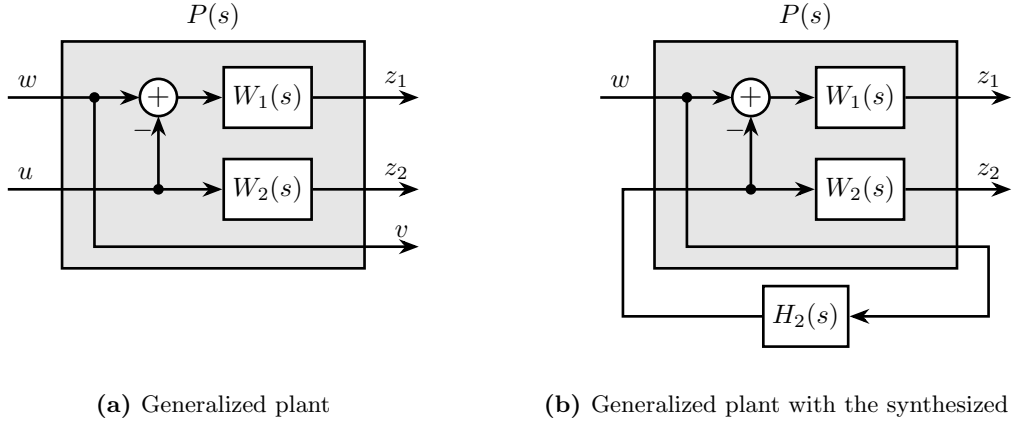 P(s)
w
+
−
W₁(s)
z₁
u
W₂(s)
z₂
v
(a) Generalized plant
P(s)
w
+
−
W₁(s)
z₁
W₂(s)
z₂
H₂(s)
(b) Generalized plant with the synthesized